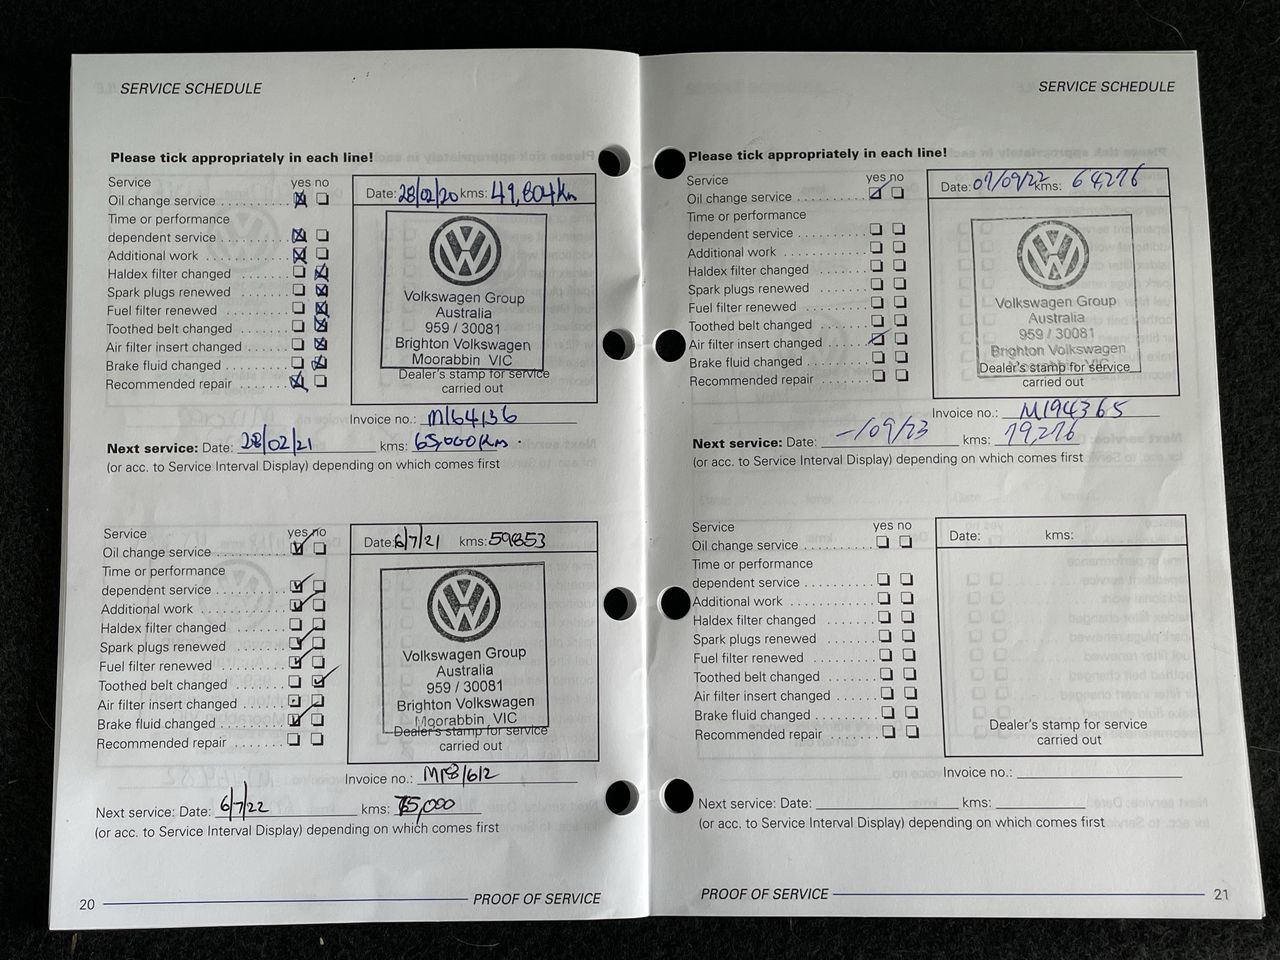 SERVICE SCHEDULE
Please tick appropriately in each line!
Service yes no
Oil change service
Time or performance
dependent service
Additional work
Haldex filter changed
Spark plugs renewed
Fuel filter renewed
Toothed belt changed
Air filter insert changed
Brake fluid changed
Recommended repair
Date: 28/02/20 kms: 49,804km
Volkswagen Group
Australia
959 / 30081
Brighton Volkswagen
Moorabbin VIC
Dealer's stamp for service
carried out
Invoice no.: M164136
Next service: Date: 28/02/21 kms: 65,000km.
(or acc. to Service Interval Display) depending on which comes first
Service yes no
Oil change service
Time or performance
dependent service
Additional work
Haldex filter changed
Spark plugs renewed
Fuel filter renewed
Toothed belt changed
Air filter insert changed
Brake fluid changed
Recommended repair
Date: 6/7/21 kms: 59853
Volkswagen Group
Australia
959 / 30081
Brighton Volkswagen
Moorabbin VIC
Dealer's stamp for service
carried out
Invoice no.:
Next service: Date: 6/7/22 kms: 75,000
(or acc. to Service Interval Display) depending on which comes first
20 PROOF OF SERVICE
SERVICE SCHEDULE
Please tick appropriately in each line!
Service yes no
Oil change service
Time or performance
dependent service
Additional work
Haldex filter changed
Spark plugs renewed
Fuel filter renewed
Toothed belt changed
Air filter insert changed
Brake fluid changed
Recommended repair
Date: 07/09/22 kms: 64276
Volkswagen Group
Australia
959 / 30081
Brighton Volkswagen
Moorabbin VIC
Dealer's stamp for service
carried out
Invoice no.: M194365
Next service: Date: -/09/23 kms: 79,276
(or acc. to Service Interval Display) depending on which comes first
Service yes no
Oil change service
Time or performance
dependent service
Additional work
Haldex filter changed
Spark plugs renewed
Fuel filter renewed
Toothed belt changed
Air filter insert changed
Brake fluid changed
Recommended repair
Date: kms:
Dealer's stamp for service
carried out
Invoice no.:
Next service: Date: kms:
(or acc. to Service Interval Display) depending on which comes first
PROOF OF SERVICE 21